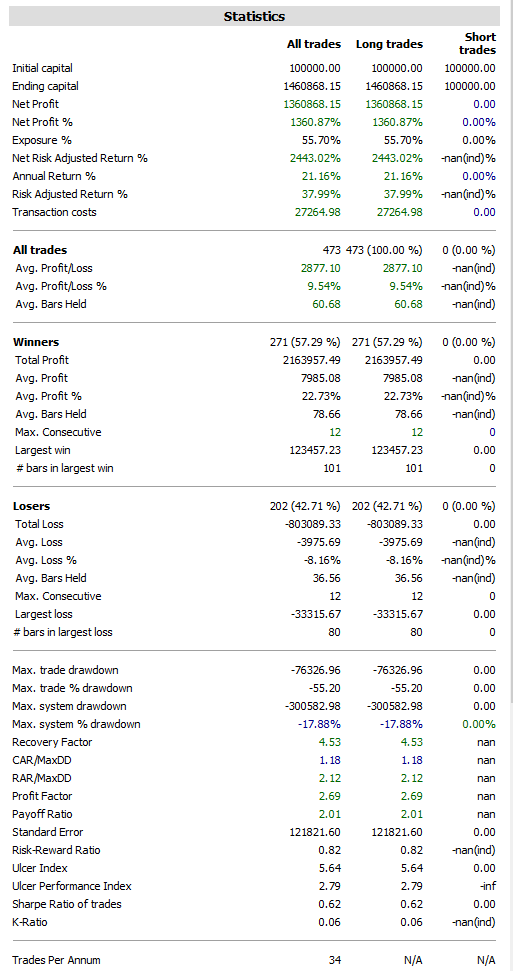 Statistics
All trades Long trades Short trades
Initial capital 100000.00 100000.00 100000.00
Ending capital 1460868.15 1460868.15 100000.00
Net Profit 1360868.15 1360868.15 0.00
Net Profit % 1360.87% 1360.87% 0.00%
Exposure % 55.70% 55.70% 0.00%
Net Risk Adjusted Return % 2443.02% 2443.02% -nan(ind)%
Annual Return % 21.16% 21.16% 0.00%
Risk Adjusted Return % 37.99% 37.99% -nan(ind)%
Transaction costs 27264.98 27264.98 0.00
All trades 473 473 (100.00 %) 0 (0.00 %)
Avg. Profit/Loss 2877.10 2877.10 -nan(ind)
Avg. Profit/Loss % 9.54% 9.54% -nan(ind)%
Avg. Bars Held 60.68 60.68 -nan(ind)
Winners 271 (57.29 %) 271 (57.29 %) 0 (0.00 %)
Total Profit 2163957.49 2163957.49 0.00
Avg. Profit 7985.08 7985.08 -nan(ind)
Avg. Profit % 22.73% 22.73% -nan(ind)%
Avg. Bars Held 78.66 78.66 -nan(ind)
Max. Consecutive 12 12 0
Largest win 123457.23 123457.23 0.00
# bars in largest win 101 101 0
Losers 202 (42.71 %) 202 (42.71 %) 0 (0.00 %)
Total Loss -803089.33 -803089.33 0.00
Avg. Loss -3975.69 -3975.69 -nan(ind)
Avg. Loss % -8.16% -8.16% -nan(ind)%
Avg. Bars Held 36.56 36.56 -nan(ind)
Max. Consecutive 12 12 0
Largest loss -33315.67 -33315.67 0.00
# bars in largest loss 80 80 0
Max. trade drawdown -76326.96 -76326.96 0.00
Max. trade % drawdown -55.20 -55.20 0.00
Max. system drawdown -300582.98 -300582.98 0.00
Max. system % drawdown -17.88% -17.88% 0.00%
Recovery Factor 4.53 4.53 nan
CAR/MaxDD 1.18 1.18 nan
RAR/MaxDD 2.12 2.12 nan
Profit Factor 2.69 2.69 nan
Payoff Ratio 2.01 2.01 nan
Standard Error 121821.60 121821.60 0.00
Risk-Reward Ratio 0.82 0.82 -nan(ind)
Ulcer Index 5.64 5.64 0.00
Ulcer Performance Index 2.79 2.79 -inf
Sharpe Ratio of trades 0.62 0.62 0.00
K-Ratio 0.06 0.06 -nan(ind)
Trades Per Annum 34 N/A N/A